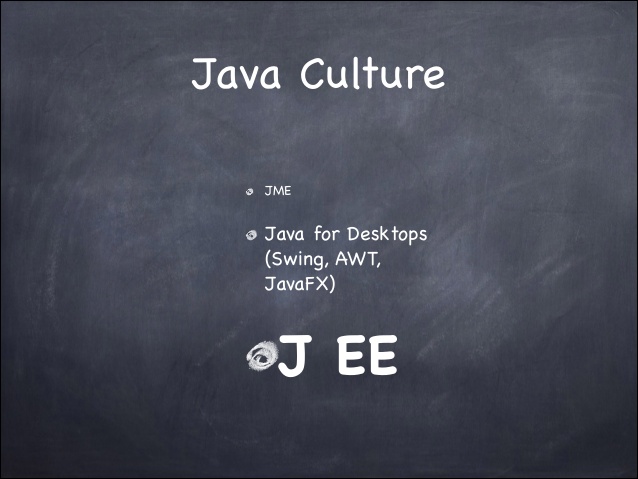 Java Culture
JME
Java for Desktops
(Swing, AWT,
JavaFX)
J EE